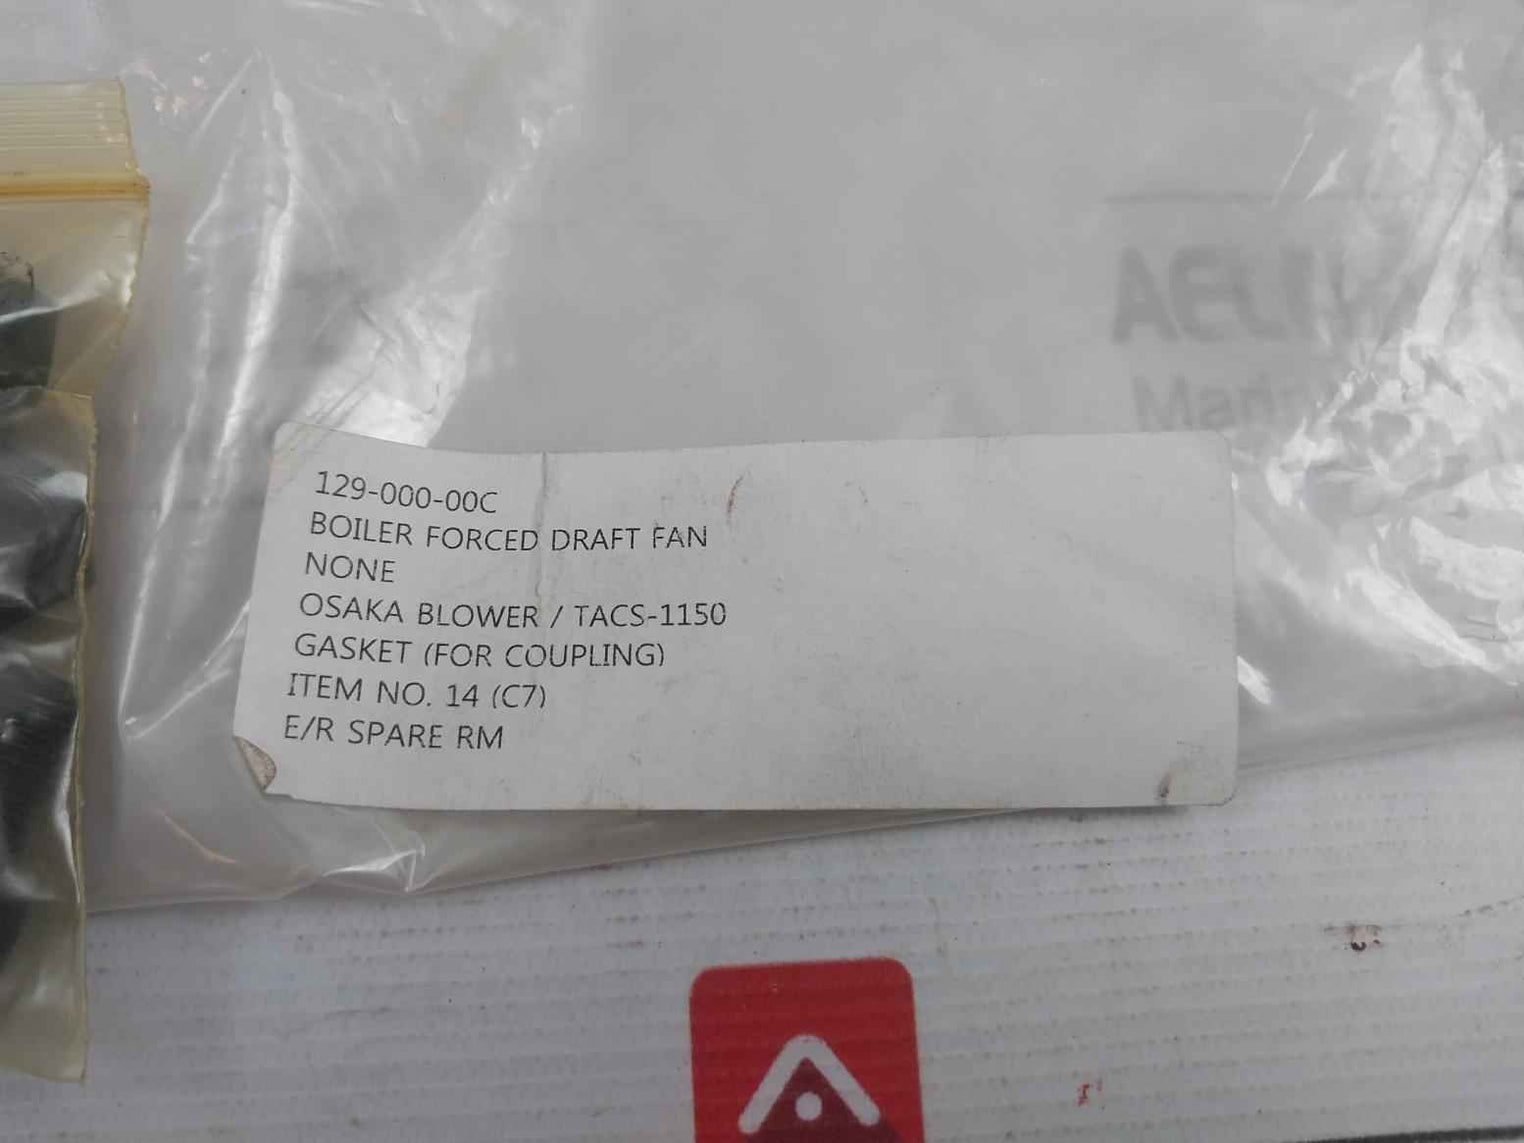 129-000-00C
BOILER FORCED DRAFT FAN
NONE
OSAKA BLOWER / TACS-1150
GASKET (FOR COUPLING)
ITEM NO. 14 (C7)
E/R SPARE RM